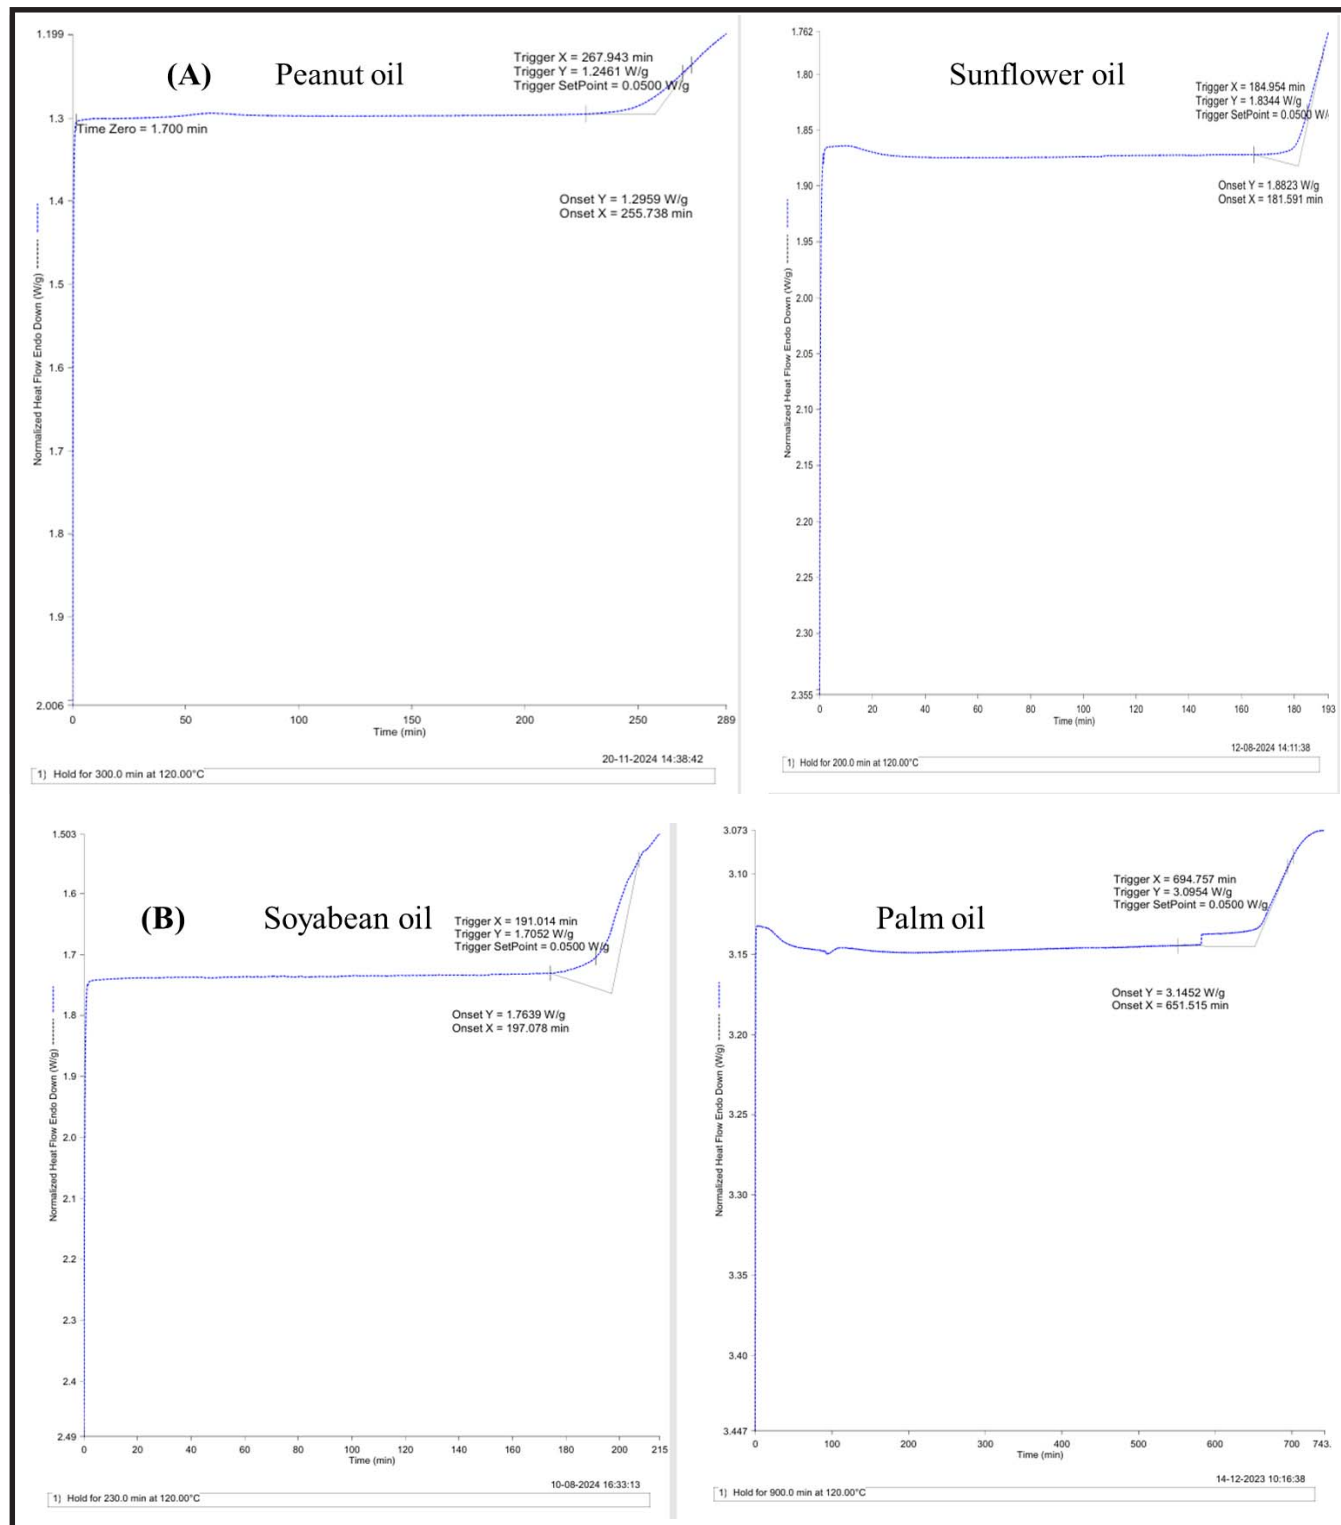 (A) Peanut oil
1.199
1.3
1.4
1.5
1.6
1.7
1.8
1.9
2.006
Normalized Heat Flow Endo Down (W/g)
Time Zero = 1.700 min
Trigger X = 267.943 min
Trigger Y = 1.2461 W/g
Trigger SetPoint = 0.0500 W/g
Onset Y = 1.2959 W/g
Onset X = 255.738 min
0 50 100 150 200 250 289
Time (min)
20-11-2024 14:38:42
1) Hold for 300.0 min at 120.00°C
Sunflower oil
1.762
1.80
1.85
1.90
1.95
2.00
2.05
2.10
2.15
2.20
2.25
2.30
2.355
Normalized Heat Flow Endo Down (W/g)
Trigger X = 184.954 min
Trigger Y = 1.8344 W/g
Trigger SetPoint = 0.0500 W/
Onset Y = 1.8823 W/g
Onset X = 181.591 min
0 20 40 60 80 100 120 140 160 180 193
Time (min)
12-08-2024 14:11:38
1) Hold for 200.0 min at 120.00°C
(B) Soyabean oil
1.503
1.6
1.7
1.8
1.9
2.0
2.1
2.2
2.3
2.4
2.49
Normalized Heat Flow Endo Down (W/g)
Trigger X = 191.014 min
Trigger Y = 1.7052 W/g
Trigger SetPoint = 0.0500 W/g
Onset Y = 1.7639 W/g
Onset X = 197.078 min
0 20 40 60 80 100 120 140 160 180 200 215
Time (min)
10-08-2024 16:33:13
1) Hold for 230.0 min at 120.00°C
Palm oil
3.073
3.10
3.15
3.20
3.25
3.30
3.35
3.40
3.447
Normalized Heat Flow Endo Down (W/g)
Trigger X = 694.757 min
Trigger Y = 3.0954 W/g
Trigger SetPoint = 0.0500 W/g
Onset Y = 3.1452 W/g
Onset X = 651.515 min
0 100 200 300 400 500 600 700 743.
Time (min)
14-12-2023 10:16:38
1) Hold for 900.0 min at 120.00°C